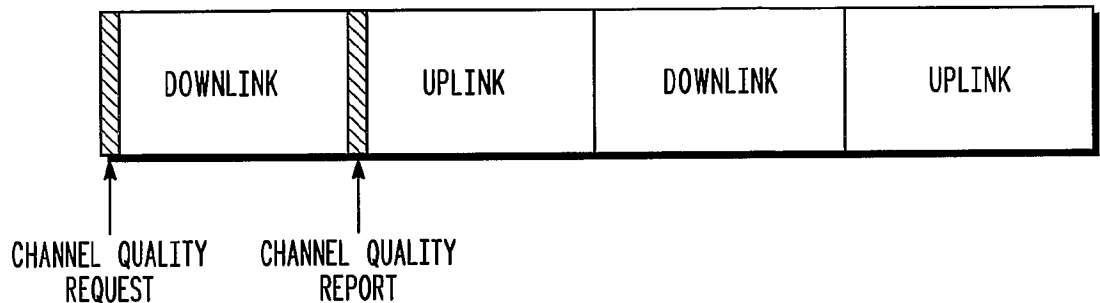 DOWNLINK
UPLINK
DOWNLINK
UPLINK
CHANNEL QUALITY
REQUEST
CHANNEL QUALITY
REPORT